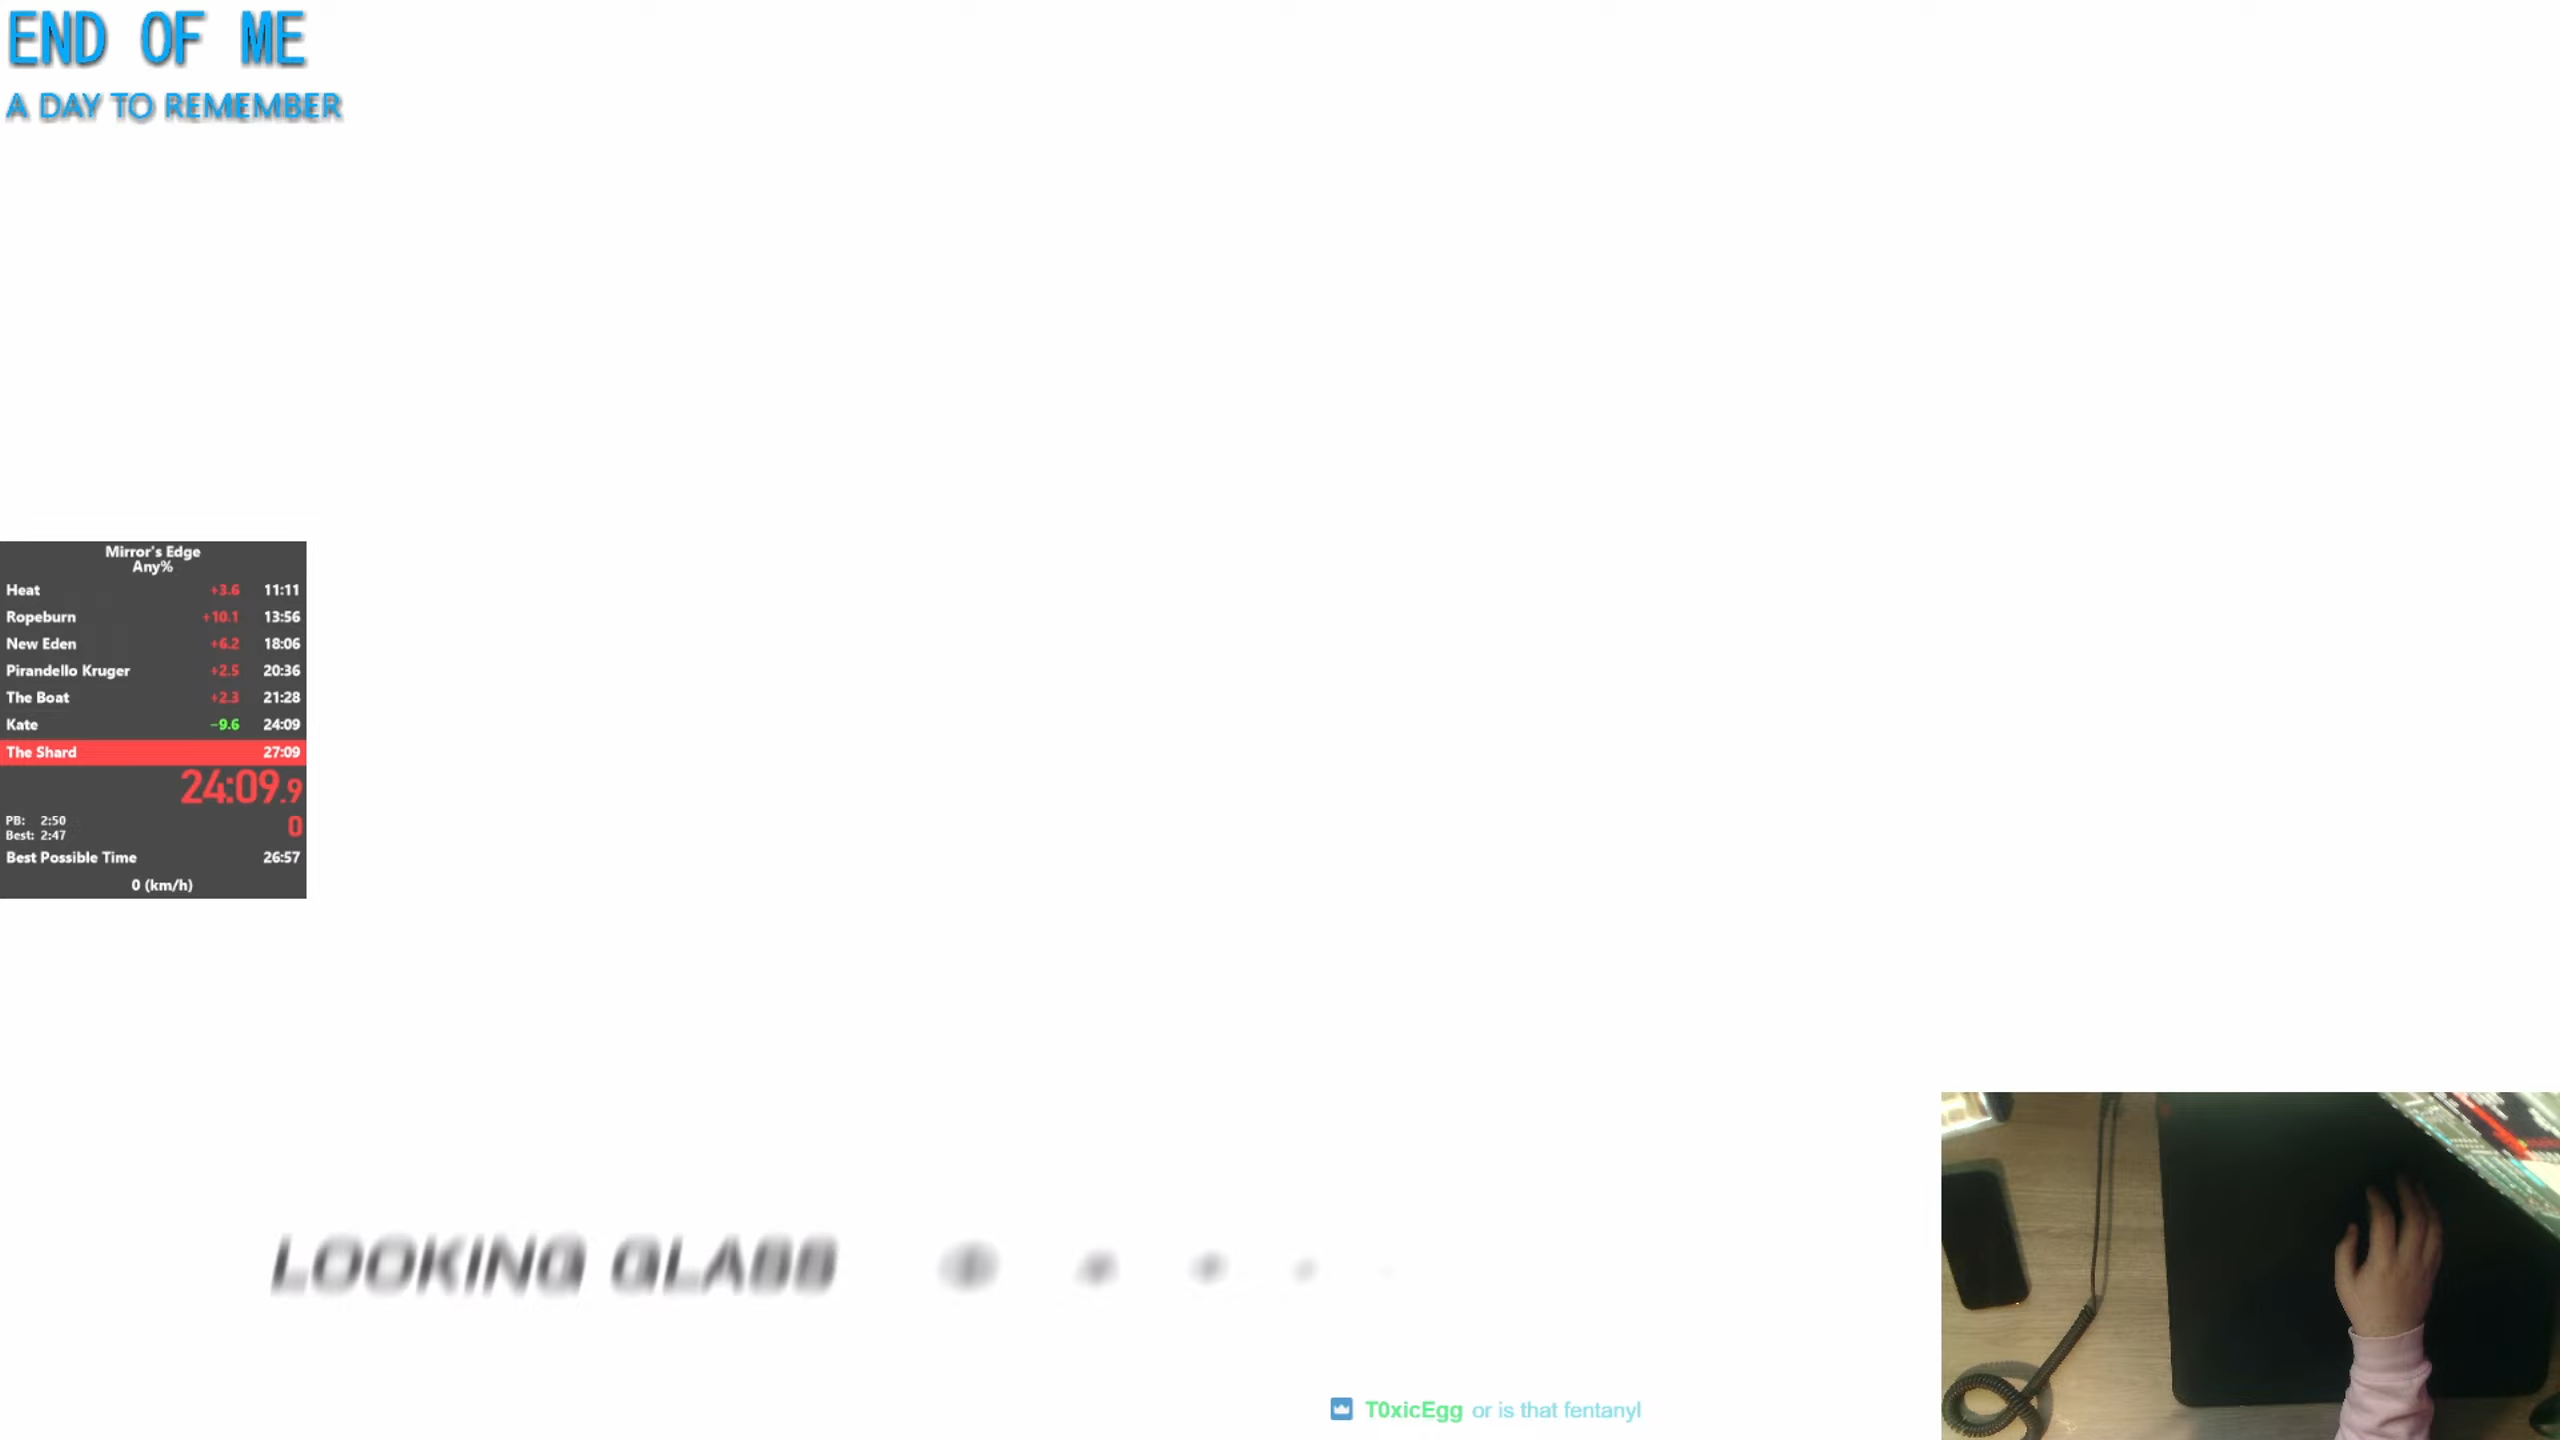 END OF ME
A DAY TO REMEMBER
Mirror's Edge
Any%
Heat +3.6 11:11
Ropeburn +10.1 13:56
New Eden +6.2 18:06
Pirandello Kruger +2.5 20:36
The Boat +2.3 21:28
Kate −9.6 24:09
The Shard 27:09
24:09.9
PB: 2:50 0
Best: 2:47
Best Possible Time 26:57
0 (km/h)
LOOKING GLASS
T0xicEgg or is that fentanyl